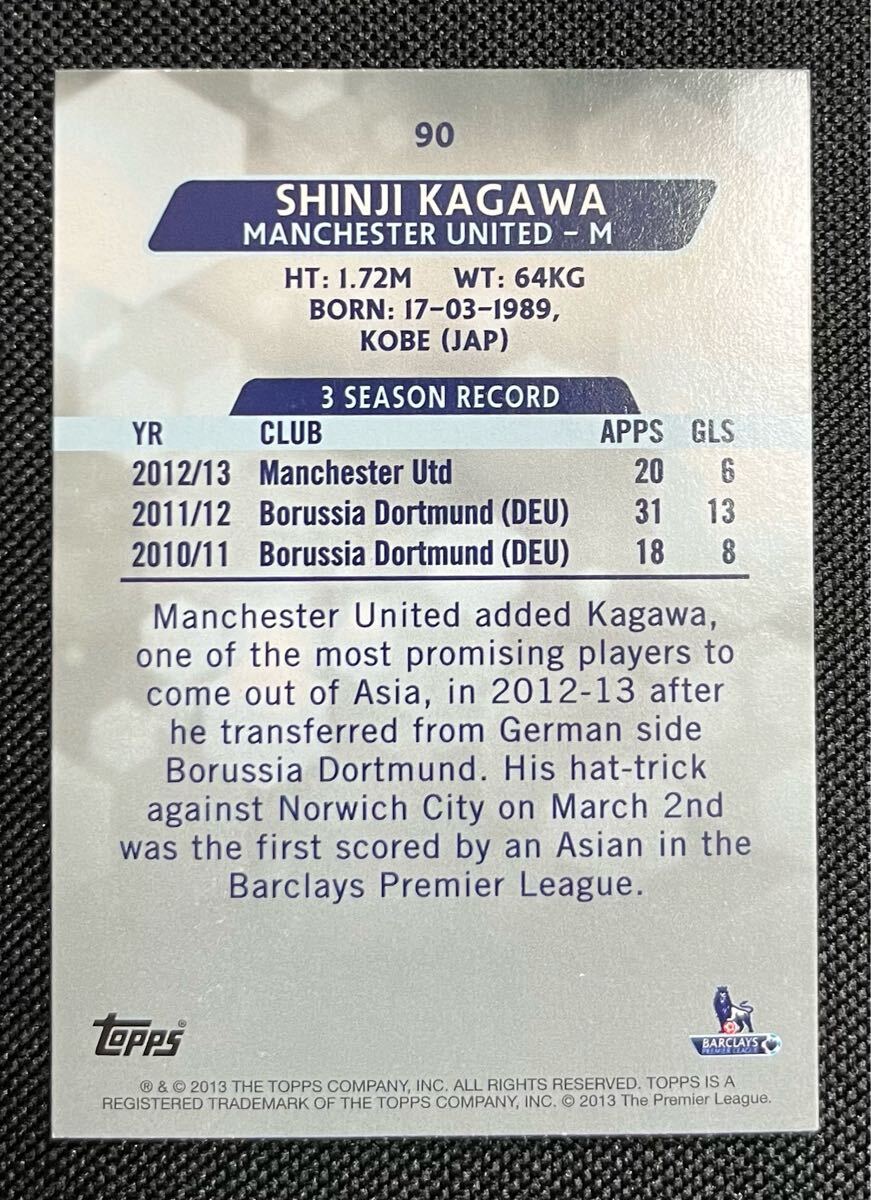 90
SHINJI KAGAWA
MANCHESTER UNITED – M
HT: 1.72M WT: 64KG
BORN: 17-03-1989,
KOBE (JAP)
3 SEASON RECORD
YR CLUB APPS GLS
2012/13 Manchester Utd 20 6
2011/12 Borussia Dortmund (DEU) 31 13
2010/11 Borussia Dortmund (DEU) 18 8
Manchester United added Kagawa,
one of the most promising players to
come out of Asia, in 2012-13 after
he transferred from German side
Borussia Dortmund. His hat-trick
against Norwich City on March 2nd
was the first scored by an Asian in the
Barclays Premier League.
Topps®
BARCLAYS
PREMIER LEAGUE
® & © 2013 THE TOPPS COMPANY, INC. ALL RIGHTS RESERVED. TOPPS IS A
REGISTERED TRADEMARK OF THE TOPPS COMPANY, INC. © 2013 The Premier League.